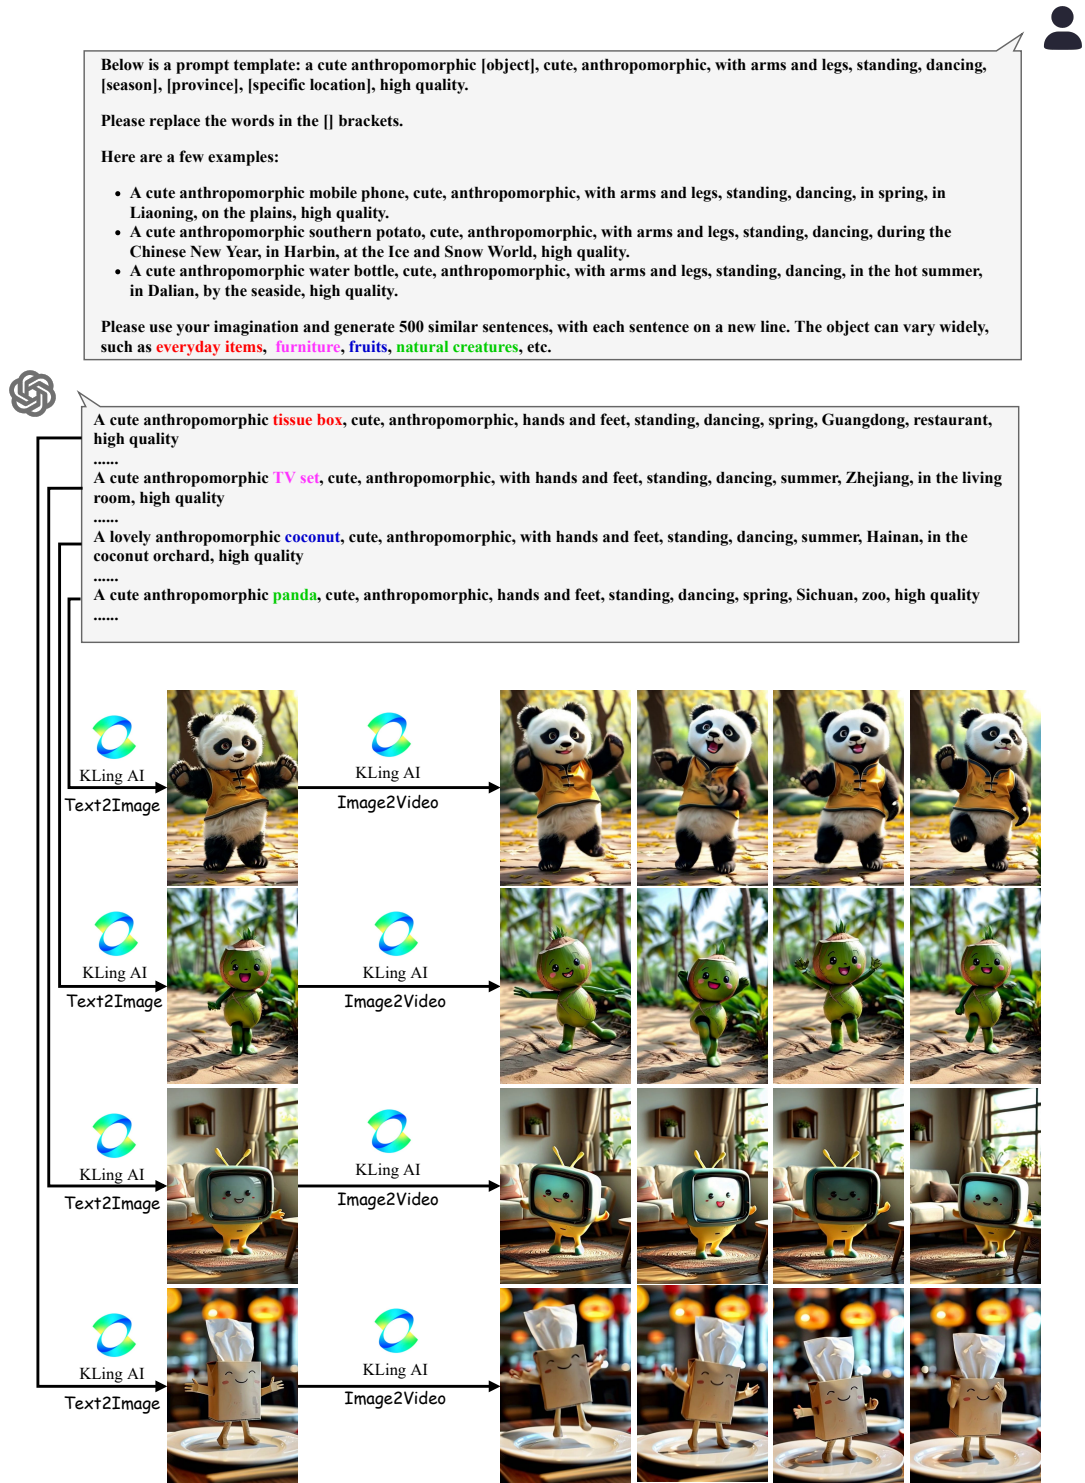 Below is a prompt template: a cute anthropomorphic [object], cute, anthropomorphic, with arms and legs, standing, dancing,
[season], [province], [specific location], high quality.
Please replace the words in the [] brackets.
Here are a few examples:
• A cute anthropomorphic mobile phone, cute, anthropomorphic, with arms and legs, standing, dancing, in spring, in
Liaoning, on the plains, high quality.
• A cute anthropomorphic southern potato, cute, anthropomorphic, with arms and legs, standing, dancing, during the
Chinese New Year, in Harbin, at the Ice and Snow World, high quality.
• A cute anthropomorphic water bottle, cute, anthropomorphic, with arms and legs, standing, dancing, in the hot summer,
in Dalian, by the seaside, high quality.
Please use your imagination and generate 500 similar sentences, with each sentence on a new line. The object can vary widely,
such as everyday items, furniture, fruits, natural creatures, etc.
A cute anthropomorphic tissue box, cute, anthropomorphic, hands and feet, standing, dancing, spring, Guangdong, restaurant,
high quality
......
A cute anthropomorphic TV set, cute, anthropomorphic, with hands and feet, standing, dancing, summer, Zhejiang, in the living
room, high quality
......
A lovely anthropomorphic coconut, cute, anthropomorphic, with hands and feet, standing, dancing, summer, Hainan, in the
coconut orchard, high quality
......
A cute anthropomorphic panda, cute, anthropomorphic, hands and feet, standing, dancing, spring, Sichuan, zoo, high quality
......
KLing AI
Text2Image
KLing AI
Image2Video
KLing AI
Text2Image
KLing AI
Image2Video
KLing AI
Text2Image
KLing AI
Image2Video
KLing AI
Text2Image
KLing AI
Image2Video